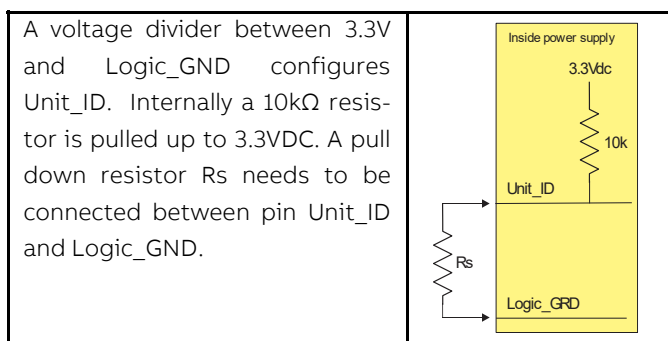 A voltage divider between 3.3V
and Logic_GND configures
Unit_ID. Internally a 10kΩ resis-
tor is pulled up to 3.3VDC. A pull
down resistor Rs needs to be
connected between pin Unit_ID
and Logic_GND.
Inside power supply
3.3Vdc
10k
Unit_ID
Rs
Logic_GRD